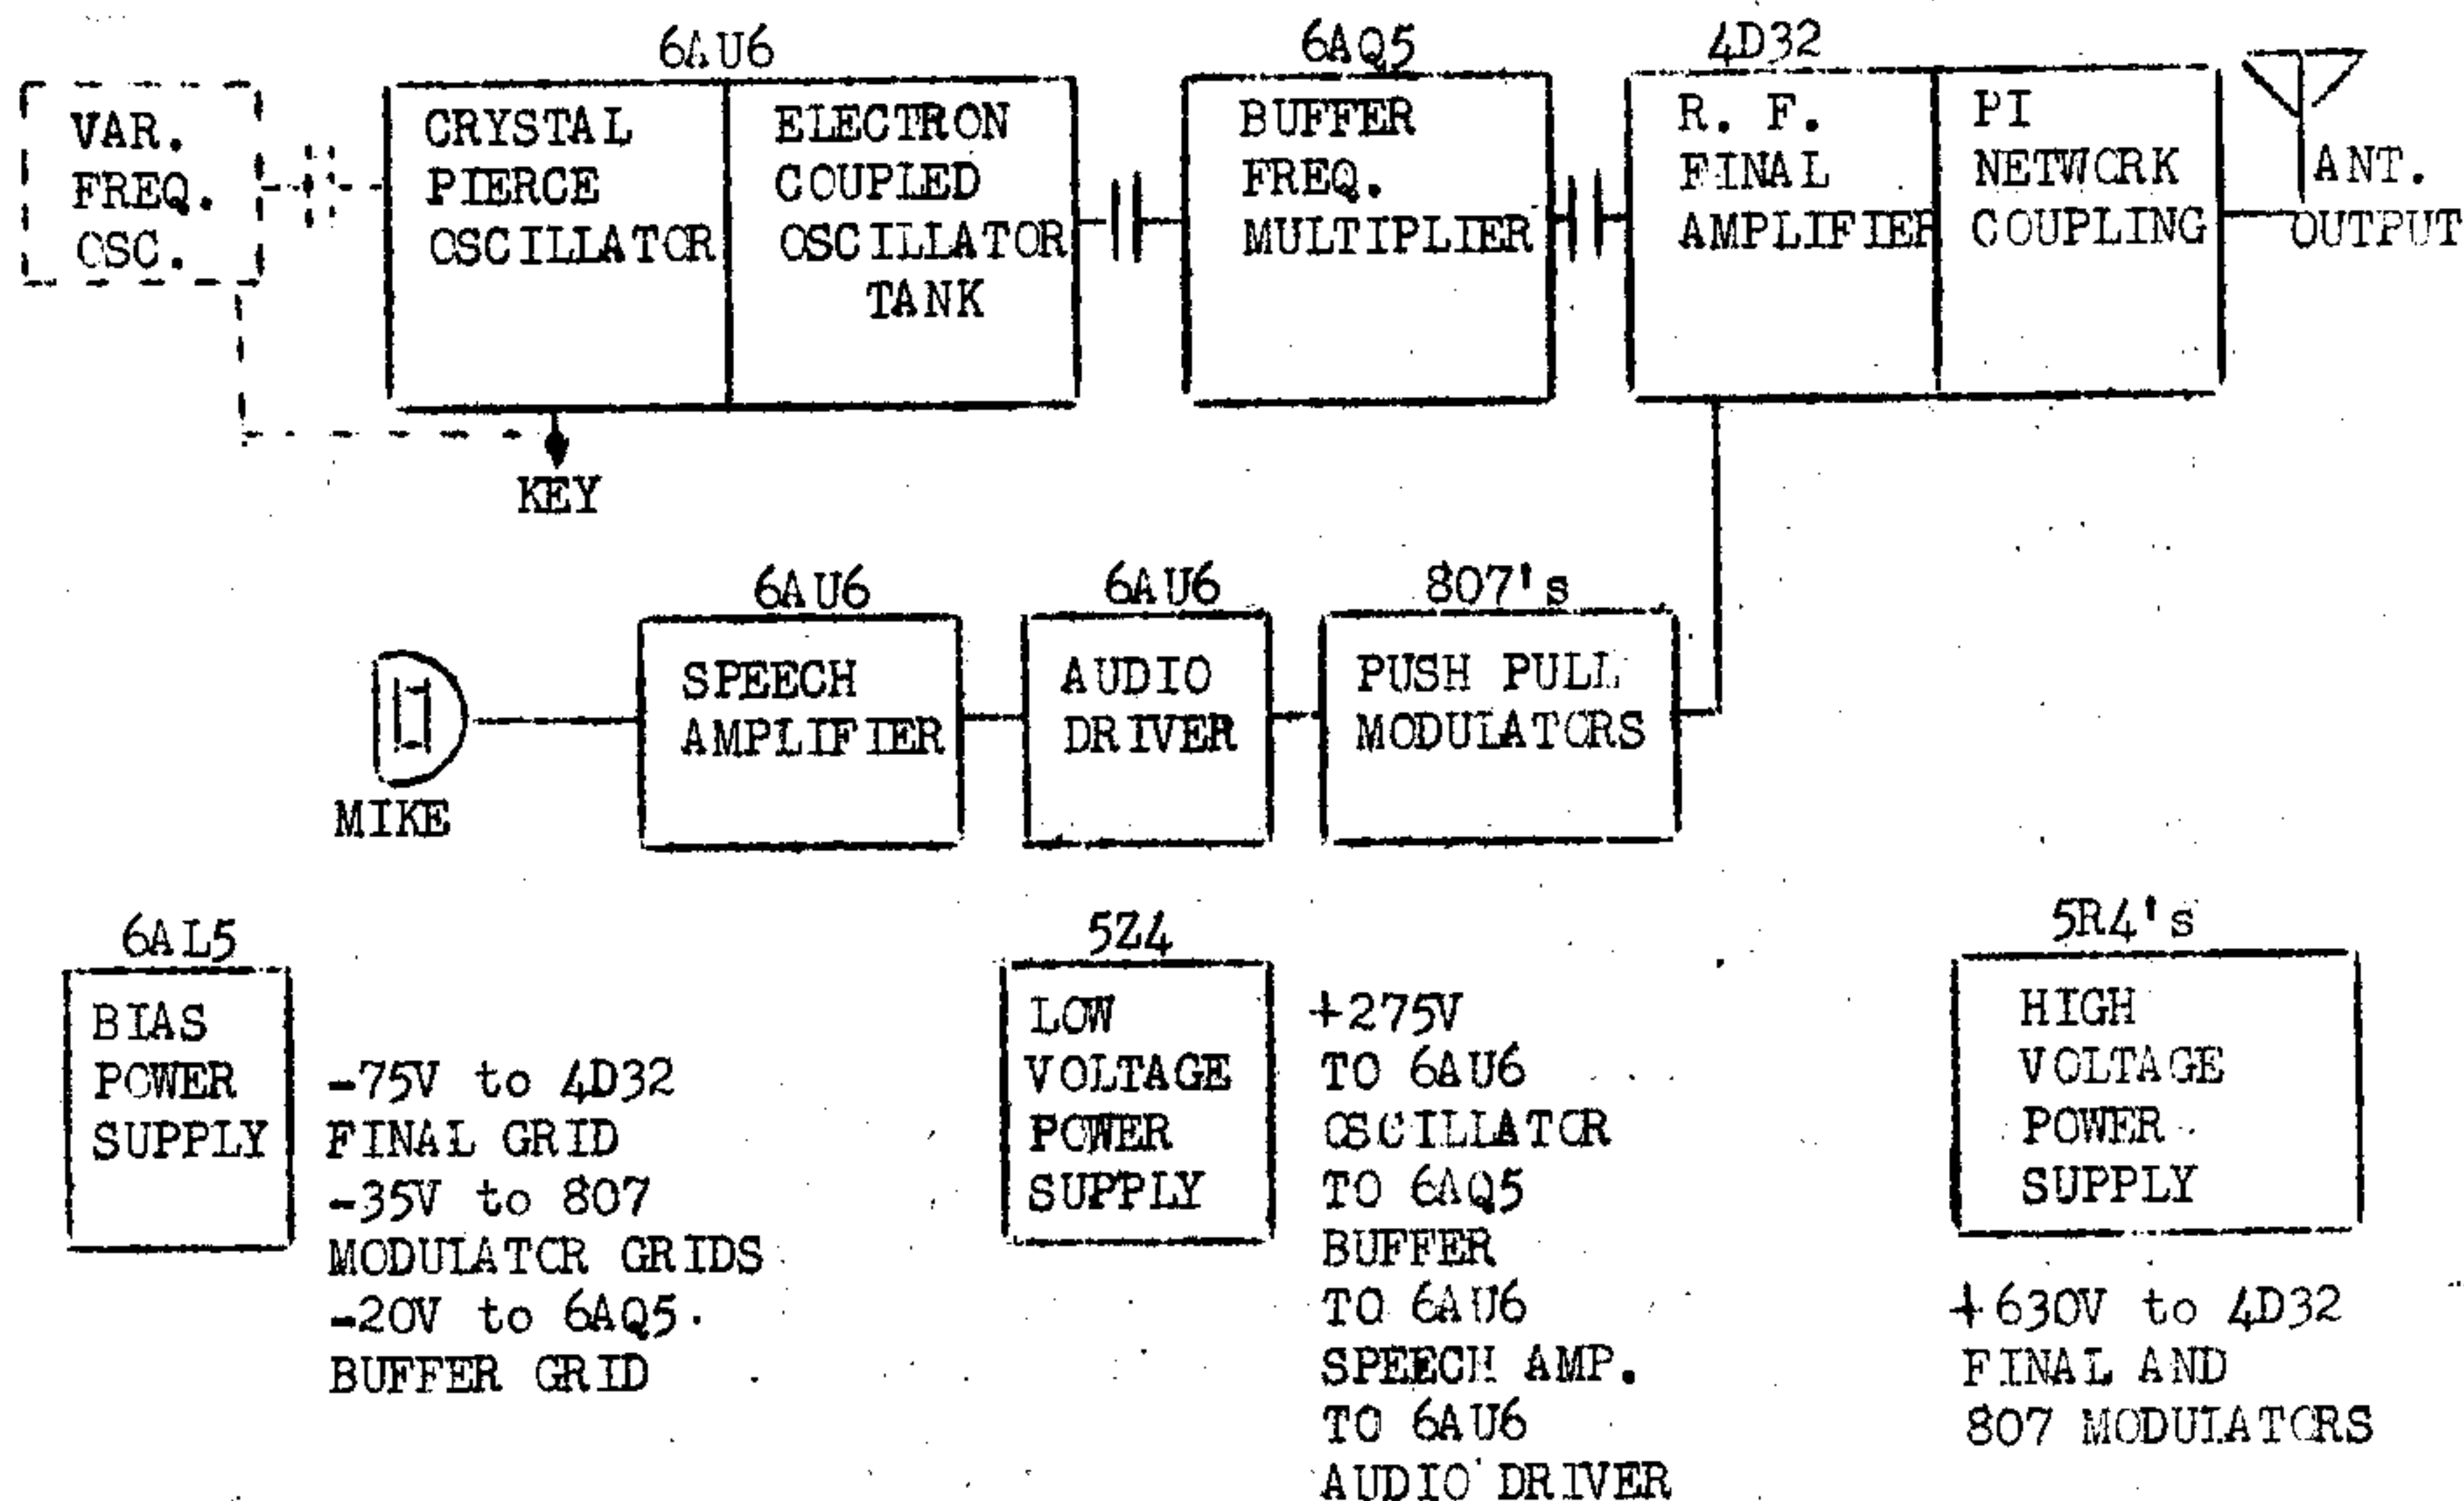 6AU6
6AQ5
4D32
VAR.
FREQ.
OSC.
CRYSTAL
PIERCE
OSCILLATOR
ELECTRON
COUPLED
OSCILLATOR
TANK
BUFFER
FREQ.
MULTIPLIER
R. F.
FINAL
AMPLIFIER
PI
NETWORK
COUPLING
ANT.
OUTPUT
KEY
6AU6
6AU6
807's
MIKE
SPEECH
AMPLIFIER
AUDIO
DRIVER
PUSH PULL
MODULATORS
6AL5
BIAS
POWER
SUPPLY
-75V to 4D32
FINAL GRID
-35V to 807
MODULATOR GRIDS
-20V to 6AQ5
BUFFER GRID
5Z4
LOW
VOLTAGE
POWER
SUPPLY
+275V
TO 6AU6
OSCILLATOR
TO 6AQ5
BUFFER
TO 6AU6
SPEECH AMP.
TO 6AU6
AUDIO DRIVER
5R4's
HIGH
VOLTAGE
POWER
SUPPLY
+630V to 4D32
FINAL AND
807 MODULATORS